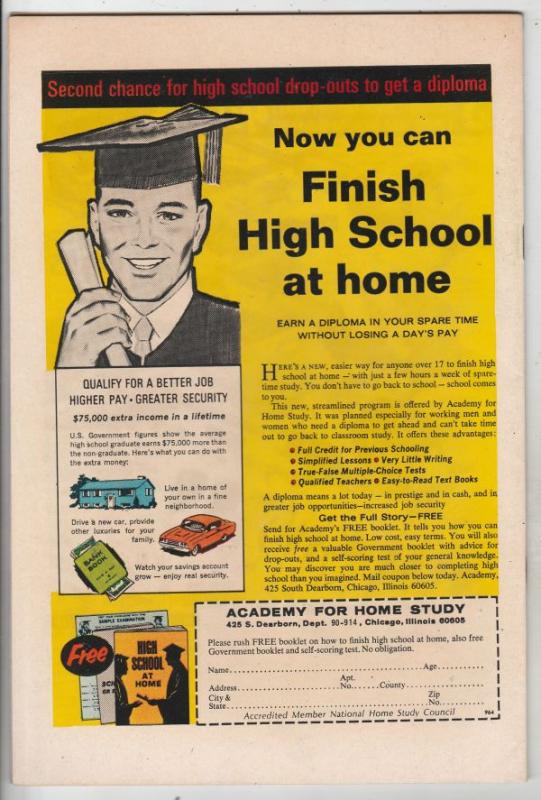 Second chance for high school drop-outs to get a diploma
Now you can
Finish
High School
at home
EARN A DIPLOMA IN YOUR SPARE TIME
WITHOUT LOSING A DAY'S PAY
QUALIFY FOR A BETTER JOB
HIGHER PAY • GREATER SECURITY
$75,000 extra income in a lifetime
U.S. Government figures show the average
high school graduate earns $75,000 more than
the non-graduate. Here's what you can do with
the extra money:
Live in a home of
your own in a fine
neighborhood.
Drive a new car, provide
other luxuries for your
family.
BANK
BOOK
Watch your savings account
grow — enjoy real security.
HERE'S A NEW, easier way for anyone over 17 to finish high
school at home — with just a few hours a week of spare-
time study. You don't have to go back to school — school comes
to you.
This new, streamlined program is offered by Academy for
Home Study. It was planned especially for working men and
women who need a diploma to get ahead and can't take time
out to go back to classroom study. It offers these advantages:
• Full Credit for Previous Schooling
• Simplified Lessons • Very Little Writing
• True-False Multiple-Choice Tests
• Qualified Teachers • Easy-to-Read Text Books
A diploma means a lot today — in prestige and in cash, and in
greater job opportunities—increased job security
Get the Full Story—FREE
Send for Academy's FREE booklet. It tells you how you can
finish high school at home. Low cost, easy terms. You will also
receive free a valuable Government booklet with advice for
drop-outs, and a self-scoring test of your general knowledge.
You may discover you are much closer to completing high
school than you imagined. Mail coupon below today. Academy,
425 South Dearborn, Chicago, Illinois 60605.
SAMPLE EXAMINATION
Free
HIGH
SCHOOL
AT
HOME
ACADEMY FOR HOME STUDY
425 S. Dearborn, Dept. 90-914, Chicago, Illinois 60605
Please rush FREE booklet on how to finish high school at home, also free
Government booklet and self-scoring test. No obligation.
Name Age
Apt.
Address No. County
City & Zip
State No.
Accredited Member National Home Study Council 964